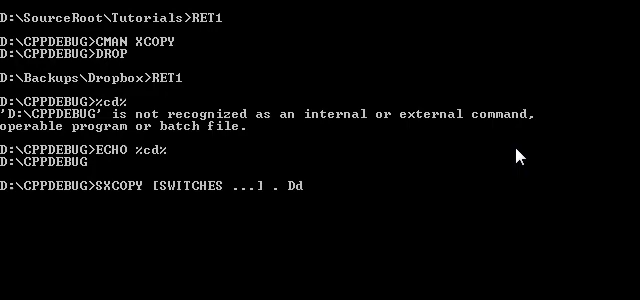 D:\SourceRoot\Tutorials>RET1
D:\CPPDEBUG>CMAN XCOPY
D:\CPPDEBUG>DROP
D:\Backups\Dropbox>RET1
D:\CPPDEBUG>%cd%
'D:\CPPDEBUG' is not recognized as an internal or external command,
operable program or batch file.
D:\CPPDEBUG>ECHO %cd%
D:\CPPDEBUG
D:\CPPDEBUG>SXCOPY [SWITCHES ...] . Dd